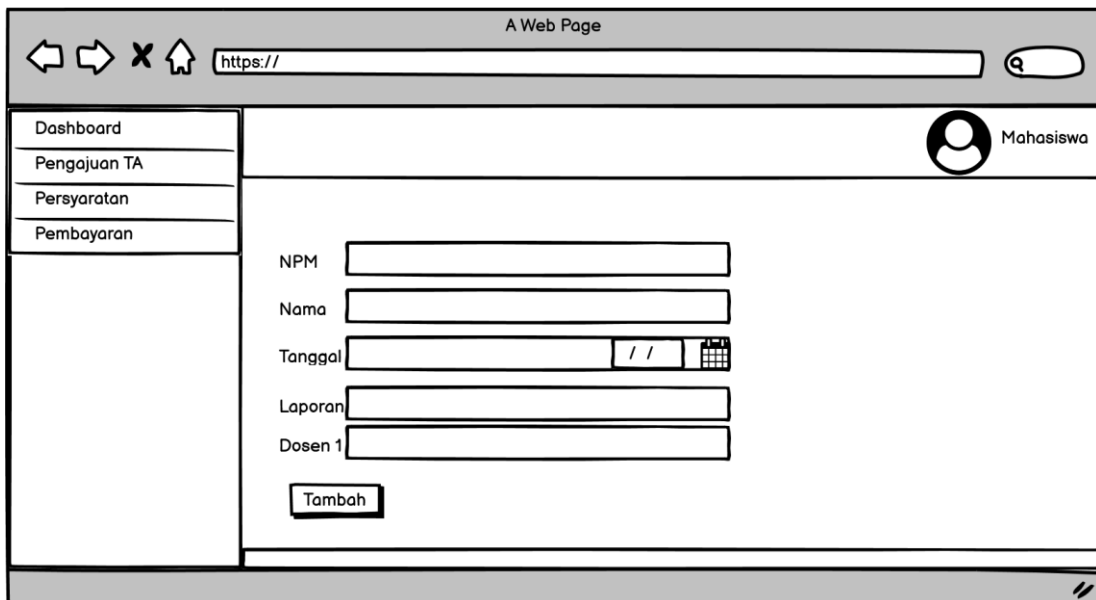 A Web Page
https://
Mahasiswa
Dashboard
Pengajuan TA
Persyaratan
Pembayaran
NPM
Nama
Tanggal
/ /
Laporan
Dosen 1
Tambah